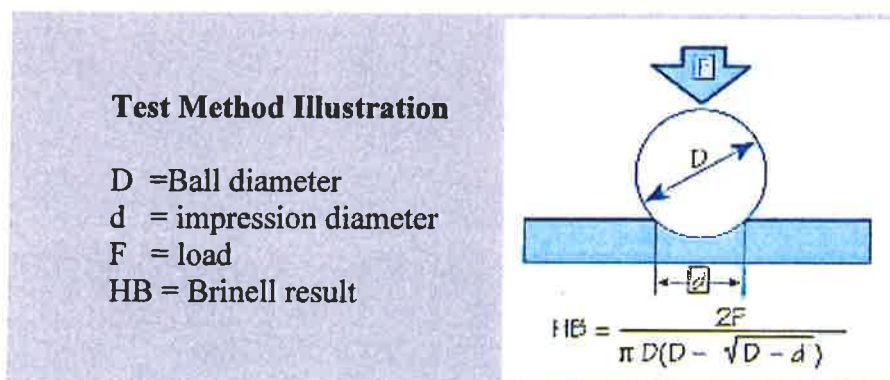 Test Method Illustration
D =Ball diameter
d = impression diameter
F = load
HB = Brinell result
F
D
d
HB = 2F
π D(D - √D - d )